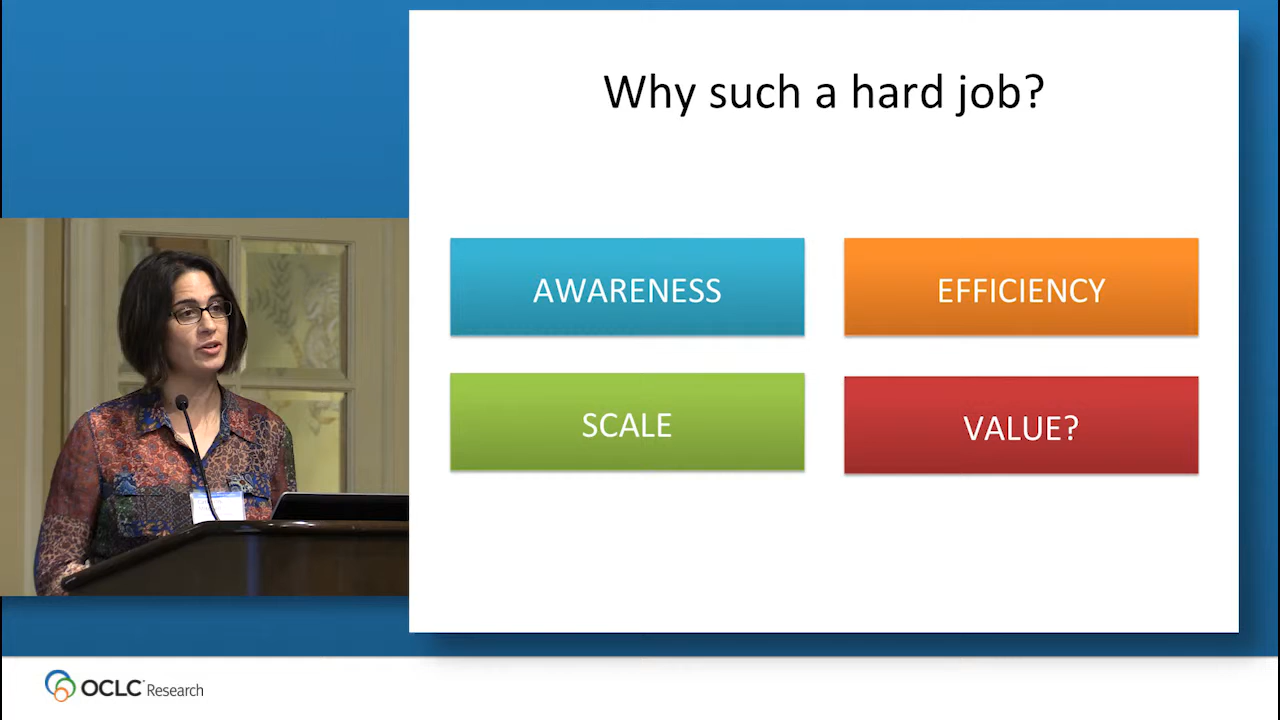 Why such a hard job?
AWARENESS
EFFICIENCY
SCALE
VALUE?
OCLC Research